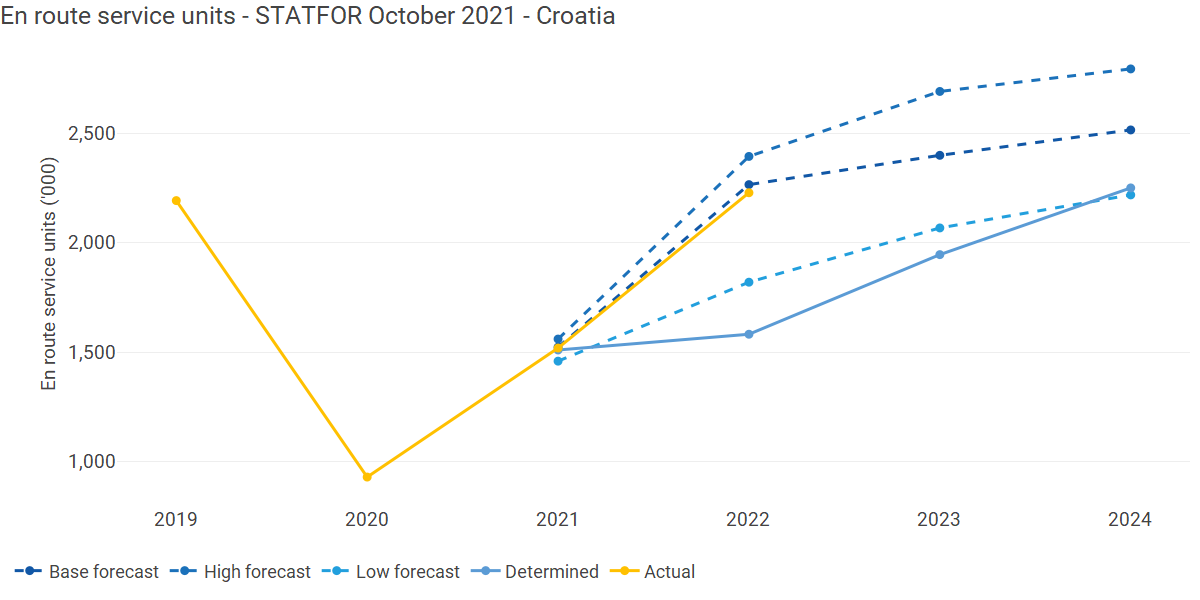 En route service units - STATFOR October 2021 - Croatia
En route service units ('000)
2,500
2,000
1,500
1,000
2019 2020 2021 2022 2023 2024
Base forecast High forecast Low forecast Determined Actual